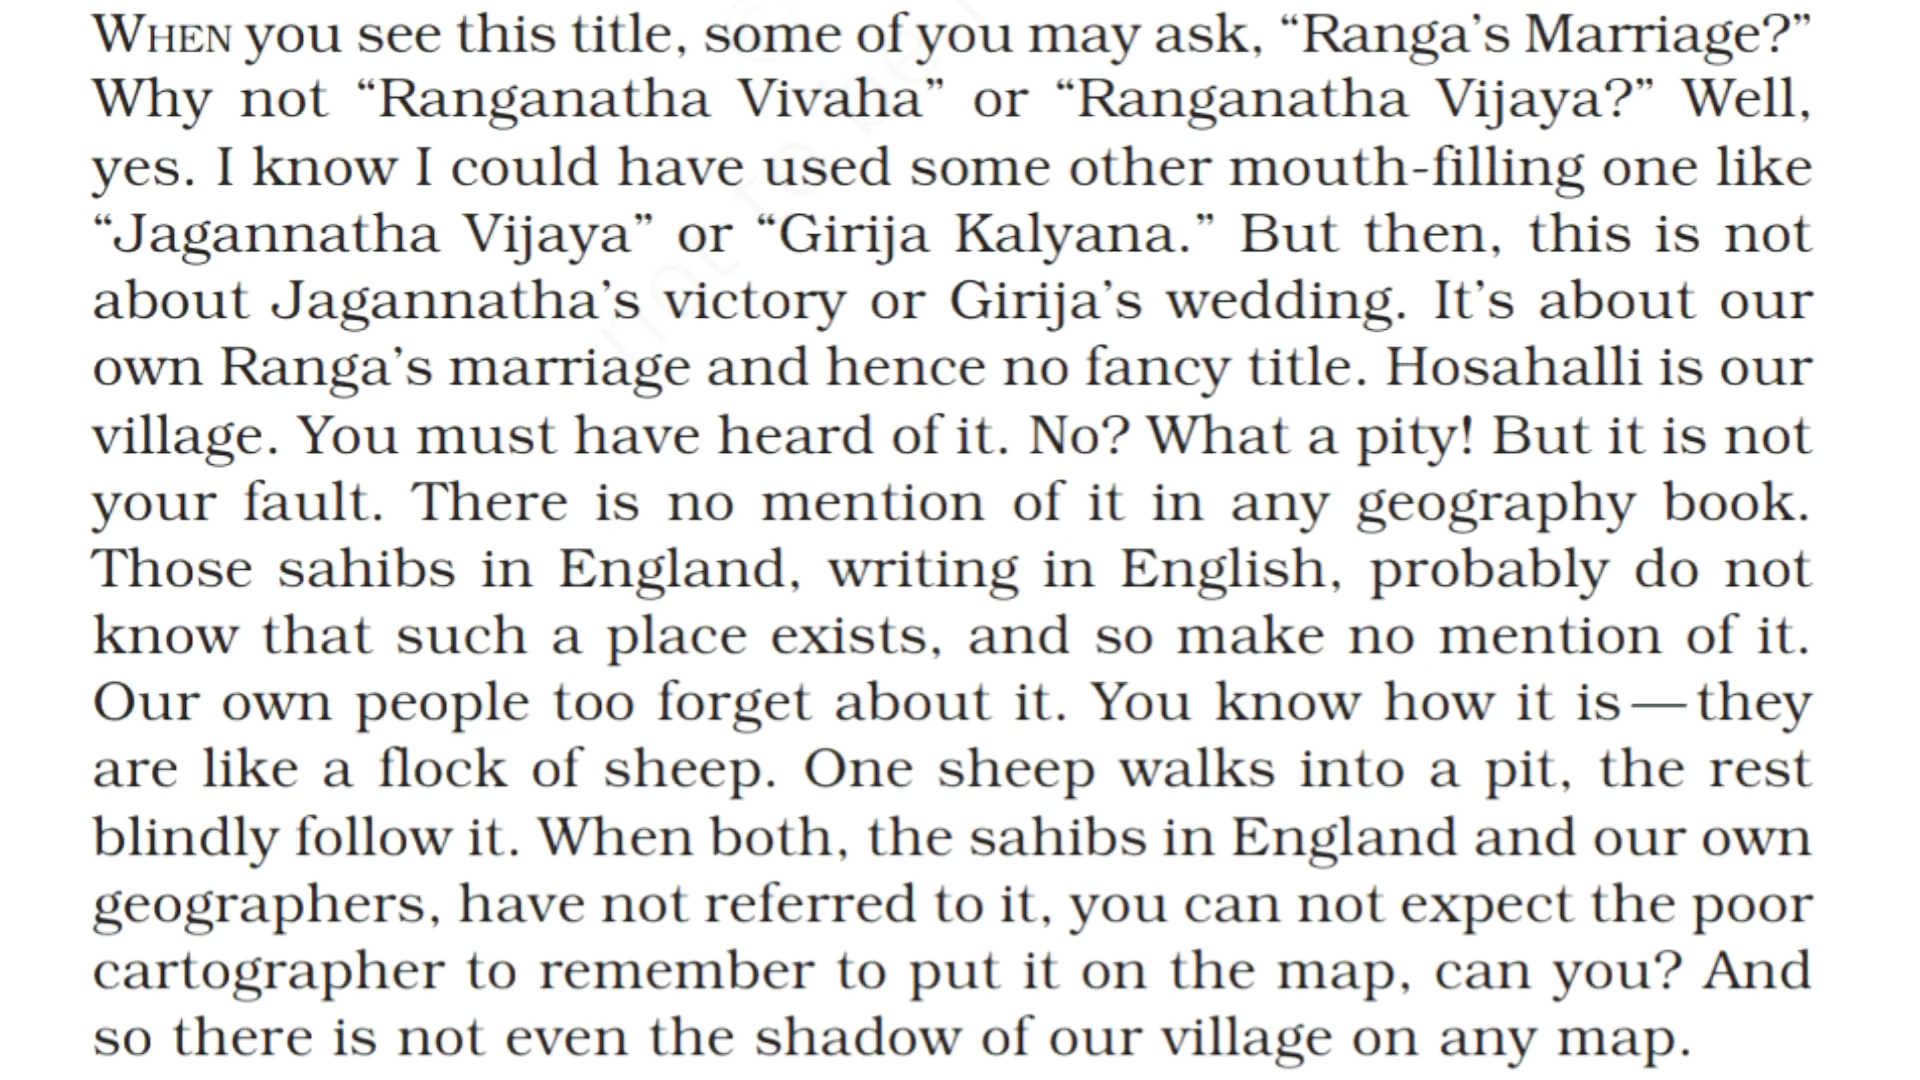 WHEN you see this title, some of you may ask, “Ranga’s Marriage?”
Why not “Ranganatha Vivaha” or “Ranganatha Vijaya?” Well,
yes. I know I could have used some other mouth-filling one like
“Jagannatha Vijaya” or “Girija Kalyana.” But then, this is not
about Jagannatha’s victory or Girija’s wedding. It’s about our
own Ranga’s marriage and hence no fancy title. Hosahalli is our
village. You must have heard of it. No? What a pity! But it is not
your fault. There is no mention of it in any geography book.
Those sahibs in England, writing in English, probably do not
know that such a place exists, and so make no mention of it.
Our own people too forget about it. You know how it is — they
are like a flock of sheep. One sheep walks into a pit, the rest
blindly follow it. When both, the sahibs in England and our own
geographers, have not referred to it, you can not expect the poor
cartographer to remember to put it on the map, can you? And
so there is not even the shadow of our village on any map.
not to be